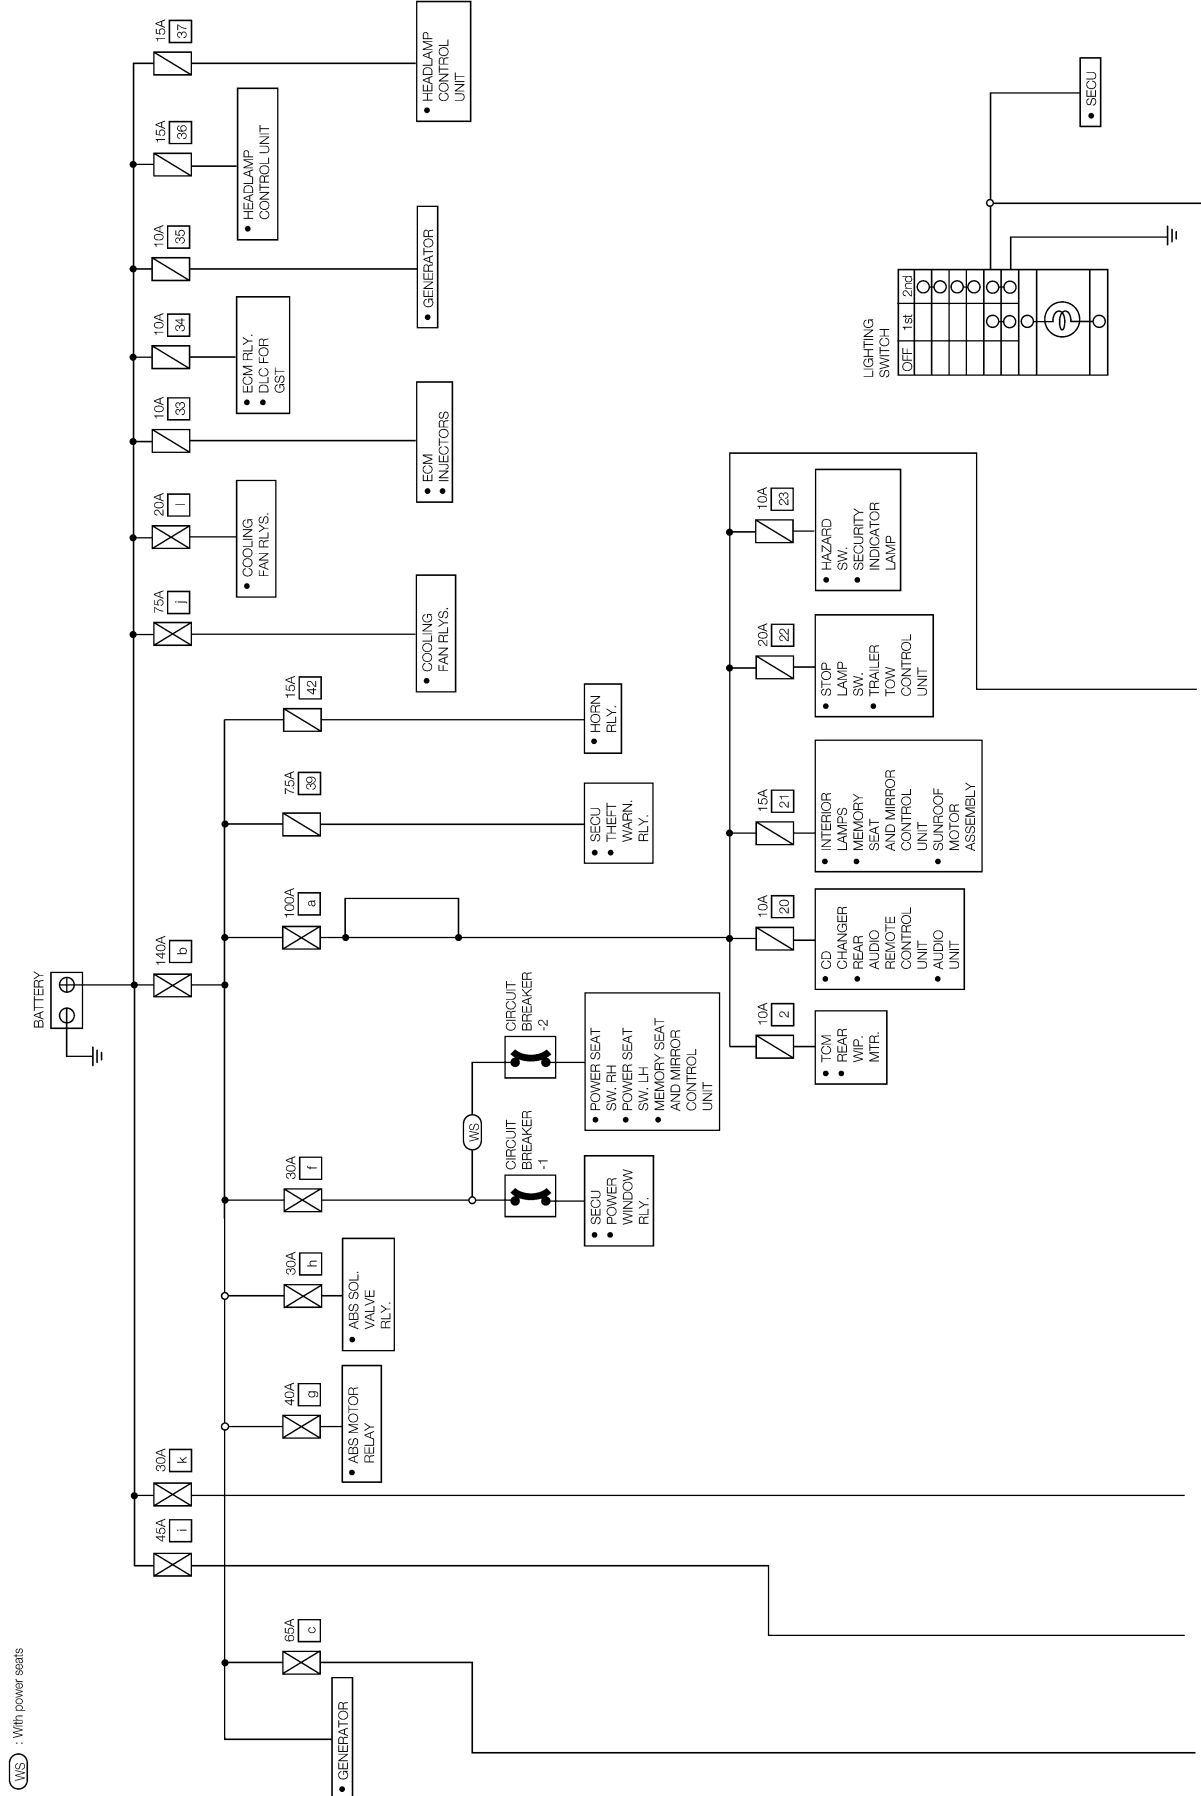 WS : With power seats
BATTERY
45A
i
30A
k
140A
b
75A
j
20A
l
10A
33
10A
34
10A
35
15A
36
15A
37
• COOLING
FAN RLYS.
• ECM RLY.
• DLC FOR
GST
• HEADLAMP
CONTROL UNIT
65A
c
40A
g
30A
h
30A
f
100A
a
7.5A
39
15A
42
• GENERATOR
• ABS MOTOR
RELAY
• ABS SOL.
VALVE
RLY.
• COOLING
FAN RLYS.
• ECM
• INJECTORS
• GENERATOR
• HEADLAMP
CONTROL
UNIT
WS
CIRCUIT
BREAKER
-1
CIRCUIT
BREAKER
-2
• SECU
• POWER
WINDOW
RLY.
• POWER SEAT
SW. RH
• POWER SEAT
SW. LH
• MEMORY SEAT
AND MIRROR
CONTROL
UNIT
• SECU
• THEFT
WARN.
RLY.
• HORN
RLY.
10A
2
10A
20
15A
21
20A
22
10A
23
• TCM
• REAR
WIP.
MTR.
• CD
CHANGER
• REAR
AUDIO
REMOTE
CONTROL
UNIT
• AUDIO
UNIT
• INTERIOR
LAMPS
• MEMORY
SEAT
AND MIRROR
CONTROL
UNIT
• SUNROOF
MOTOR
ASSEMBLY
• STOP
LAMP
SW.
• TRAILER
TOW
CONTROL
UNIT
• HAZARD
SW.
• SECURITY
INDICATOR
LAMP
LIGHTING
SWITCH
OFF 1st 2nd
• SECU